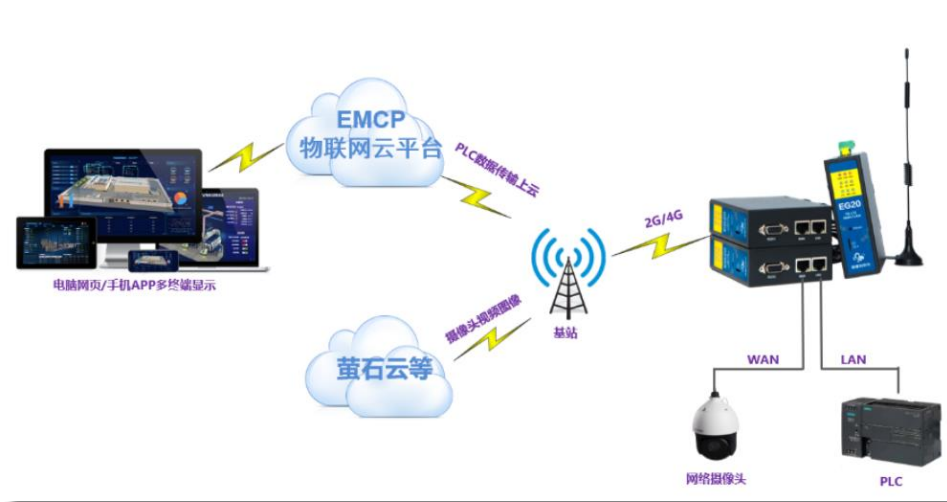 EMCP
物联网云平台
PLC数据传输上云
2G/4G
EG20
电脑网页/手机APP多终端显示
摄像头视频图像
基站
萤石云等
WAN
LAN
网络摄像头
PLC